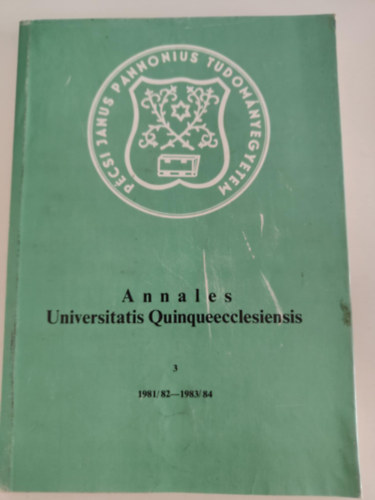 PÉCSI JANUS PANNONIUS TUDOMÁNYEGYETEM
Annales
Universitatis Quinqueecclesiensis
3
1981/82—1983/84